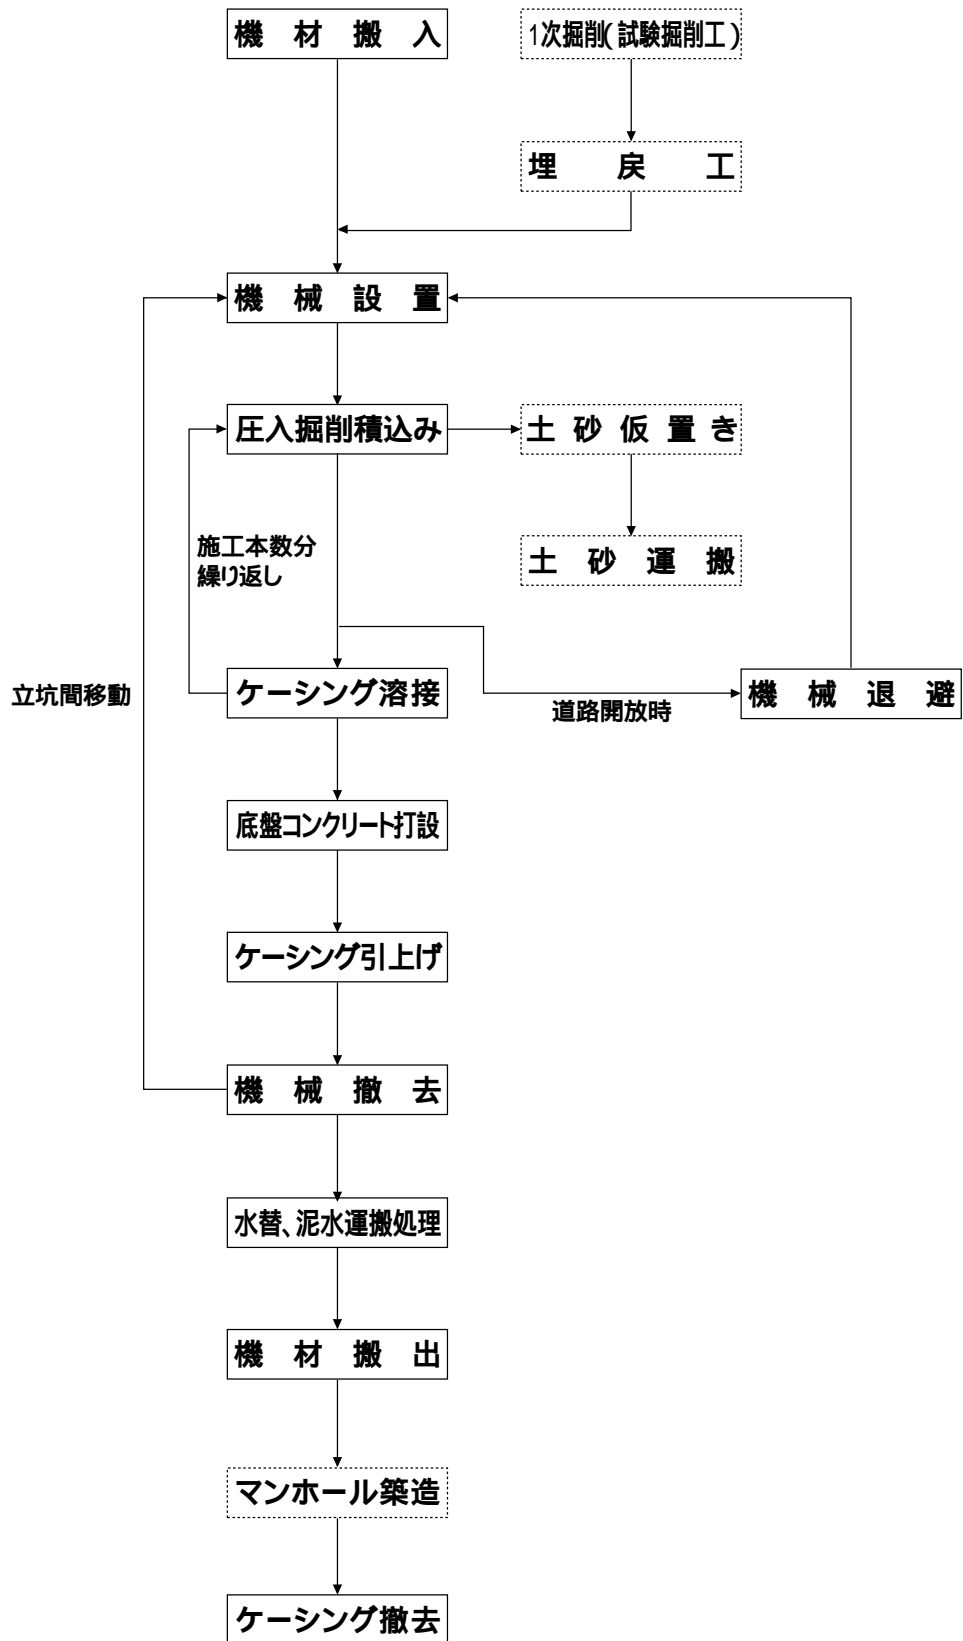 機材搬入
1次掘削(試験掘削工)
埋戻工
機械設置
圧入掘削積込み
土砂仮置き
施工本数分
繰り返し
土砂運搬
立坑間移動
ケーシング溶接
道路開放時
機械退避
底盤コンクリート打設
ケーシング引上げ
機械撤去
水替、泥水運搬処理
機材搬出
マンホール築造
ケーシング撤去